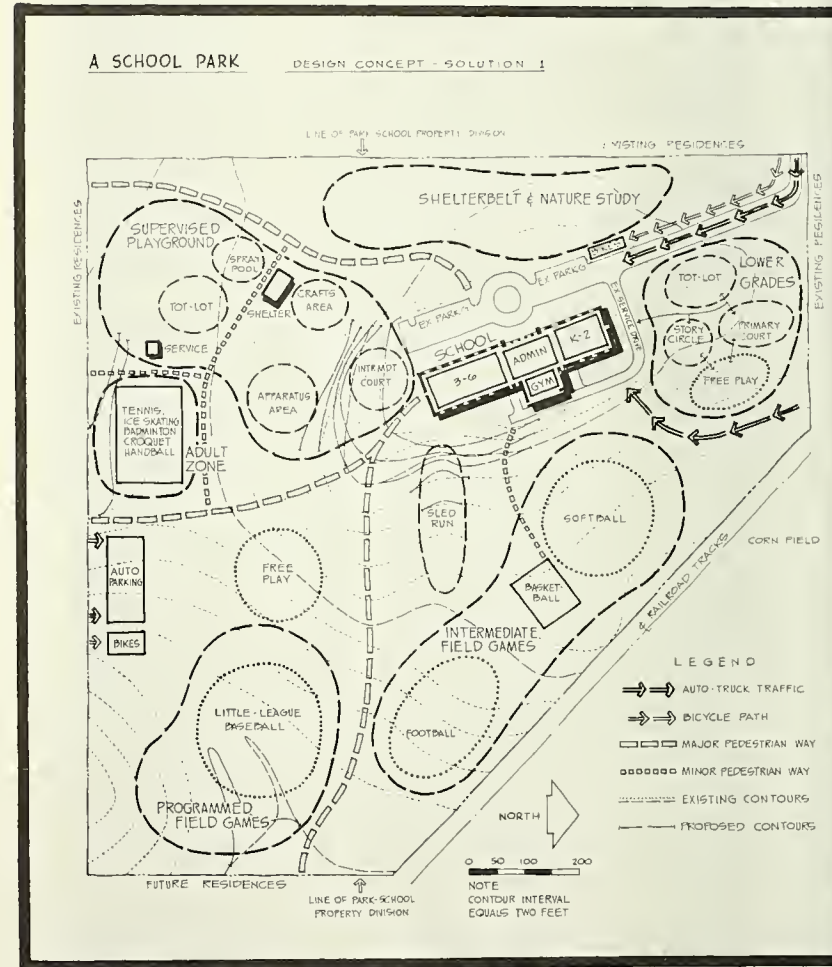 A SCHOOL PARK
DESIGN CONCEPT - SOLUTION 1
LINE OF PARK SCHOOL PROPERTY DIVISION
EXISTING RESIDENCES
EXISTING RESIDENCES
EXISTING RESIDENCES
SHELTERBELT & NATURE STUDY
SUPERVISED
PLAYGROUND
SPRAY
POOL
TOT-LOT
SHELTER
CRAFTS
AREA
SERVICE
APPARATUS
AREA
INTRMDT
COURT
EX PARK'G
EX PARK'G
BIKES
EX SERVICE DRIVE
SCHOOL
3-6
ADMIN
K-2
GYM
TOT-LOT
LOWER
GRADES
STORY
CIRCLE
PRIMARY
COURT
FREE PLAY
TENNIS,
ICE SKATING
BADMINTON
CROQUET
HANDBALL
ADULT
ZONE
AUTO
PARKING
BIKES
FREE
PLAY
SLED
RUN
SOFTBALL
BASKET-
BALL
INTERMEDIATE
FIELD GAMES
FOOTBALL
RAILROAD TRACKS
CORN FIELD
LITTLE-LEAGUE
BASEBALL
PROGRAMMED
FIELD GAMES
LEGEND
AUTO-TRUCK TRAFFIC
BICYCLE PATH
MAJOR PEDESTRIAN WAY
MINOR PEDESTRIAN WAY
EXISTING CONTOURS
PROPOSED CONTOURS
NORTH
0 50 100 200
NOTE
CONTOUR INTERVAL
EQUALS TWO FEET
FUTURE RESIDENCES
LINE OF PARK-SCHOOL
PROPERTY DIVISION